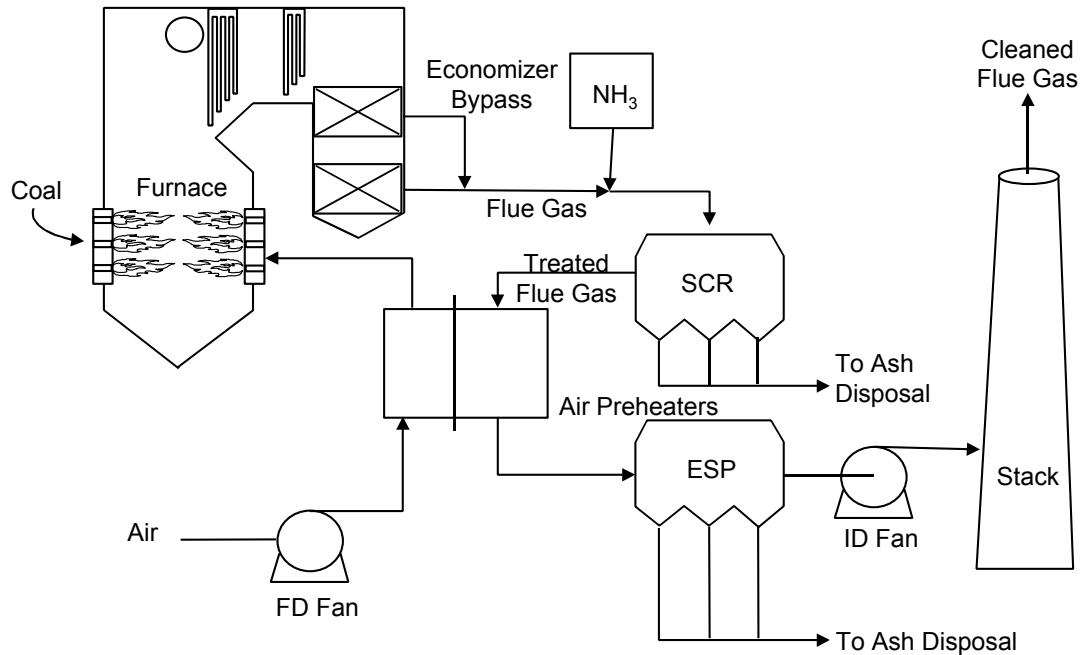 Cleaned
Flue Gas
Economizer
Bypass
NH₃
Coal
Furnace
Flue Gas
Treated
Flue Gas
SCR
To Ash
Disposal
Air Preheaters
ESP
Stack
Air
ID Fan
FD Fan
To Ash Disposal